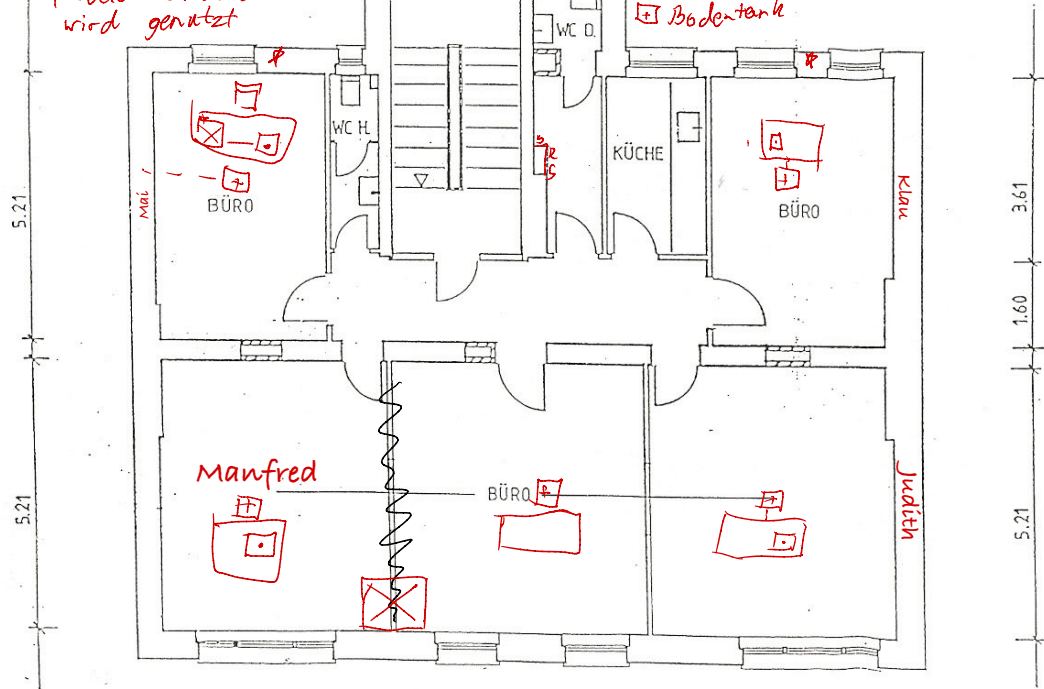 wird genutzt
Bodentank
WC D.
WC H.
KÜCHE
BÜRO
BÜRO
Mai
Klau
5.21
3.61
1.60
Manfred
BÜRO
Judith
5.21
5.21